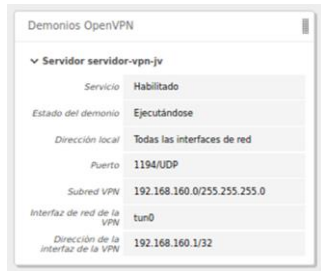 Demonios OpenVPN
Servidor servidor-vpn-jv
Servicio Habilitado
Estado del demonio Ejecutándose
Dirección local Todas las interfaces de red
Puerto 1194/UDP
Subred VPN 192.168.160.0/255.255.255.0
Interfaz de red de la
VPN tun0
Dirección de la
interfaz de la VPN 192.168.160.1/32